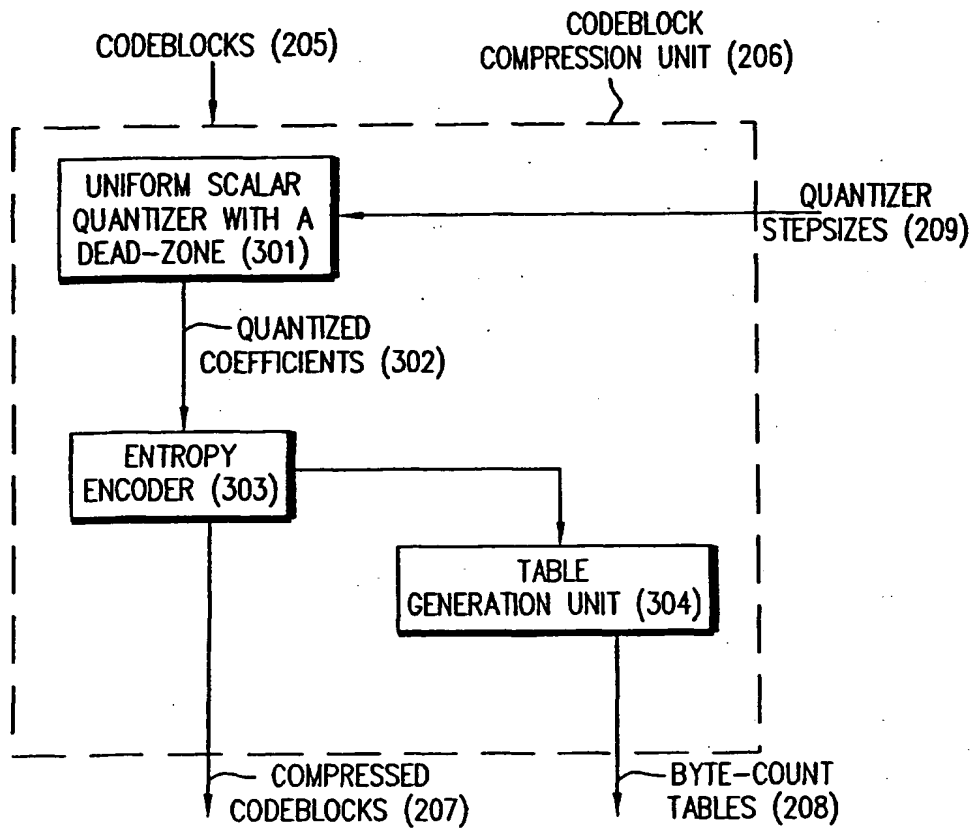 CODEBLOCKS (205)
CODEBLOCK
COMPRESSION UNIT (206)
UNIFORM SCALAR
QUANTIZER WITH A
DEAD-ZONE (301)
QUANTIZER
STEPSIZES (209)
QUANTIZED
COEFFICIENTS (302)
ENTROPY
ENCODER (303)
TABLE
GENERATION UNIT (304)
COMPRESSED
CODEBLOCKS (207)
BYTE-COUNT
TABLES (208)